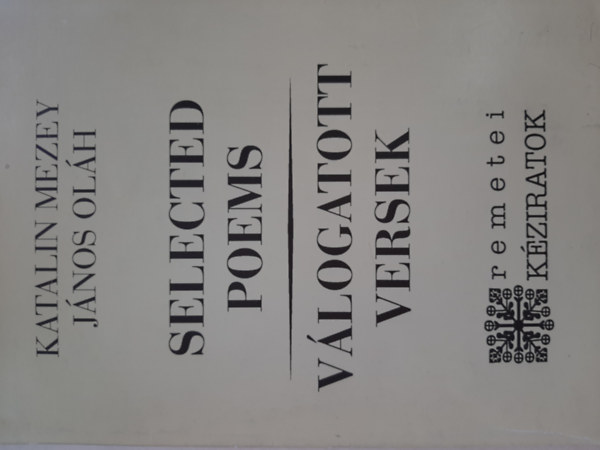 KATALIN MEZEY
JÁNOS OLÁH
SELECTED
POEMS
VÁLOGATOTT
VERSEK
remetei
KÉZIRATOK